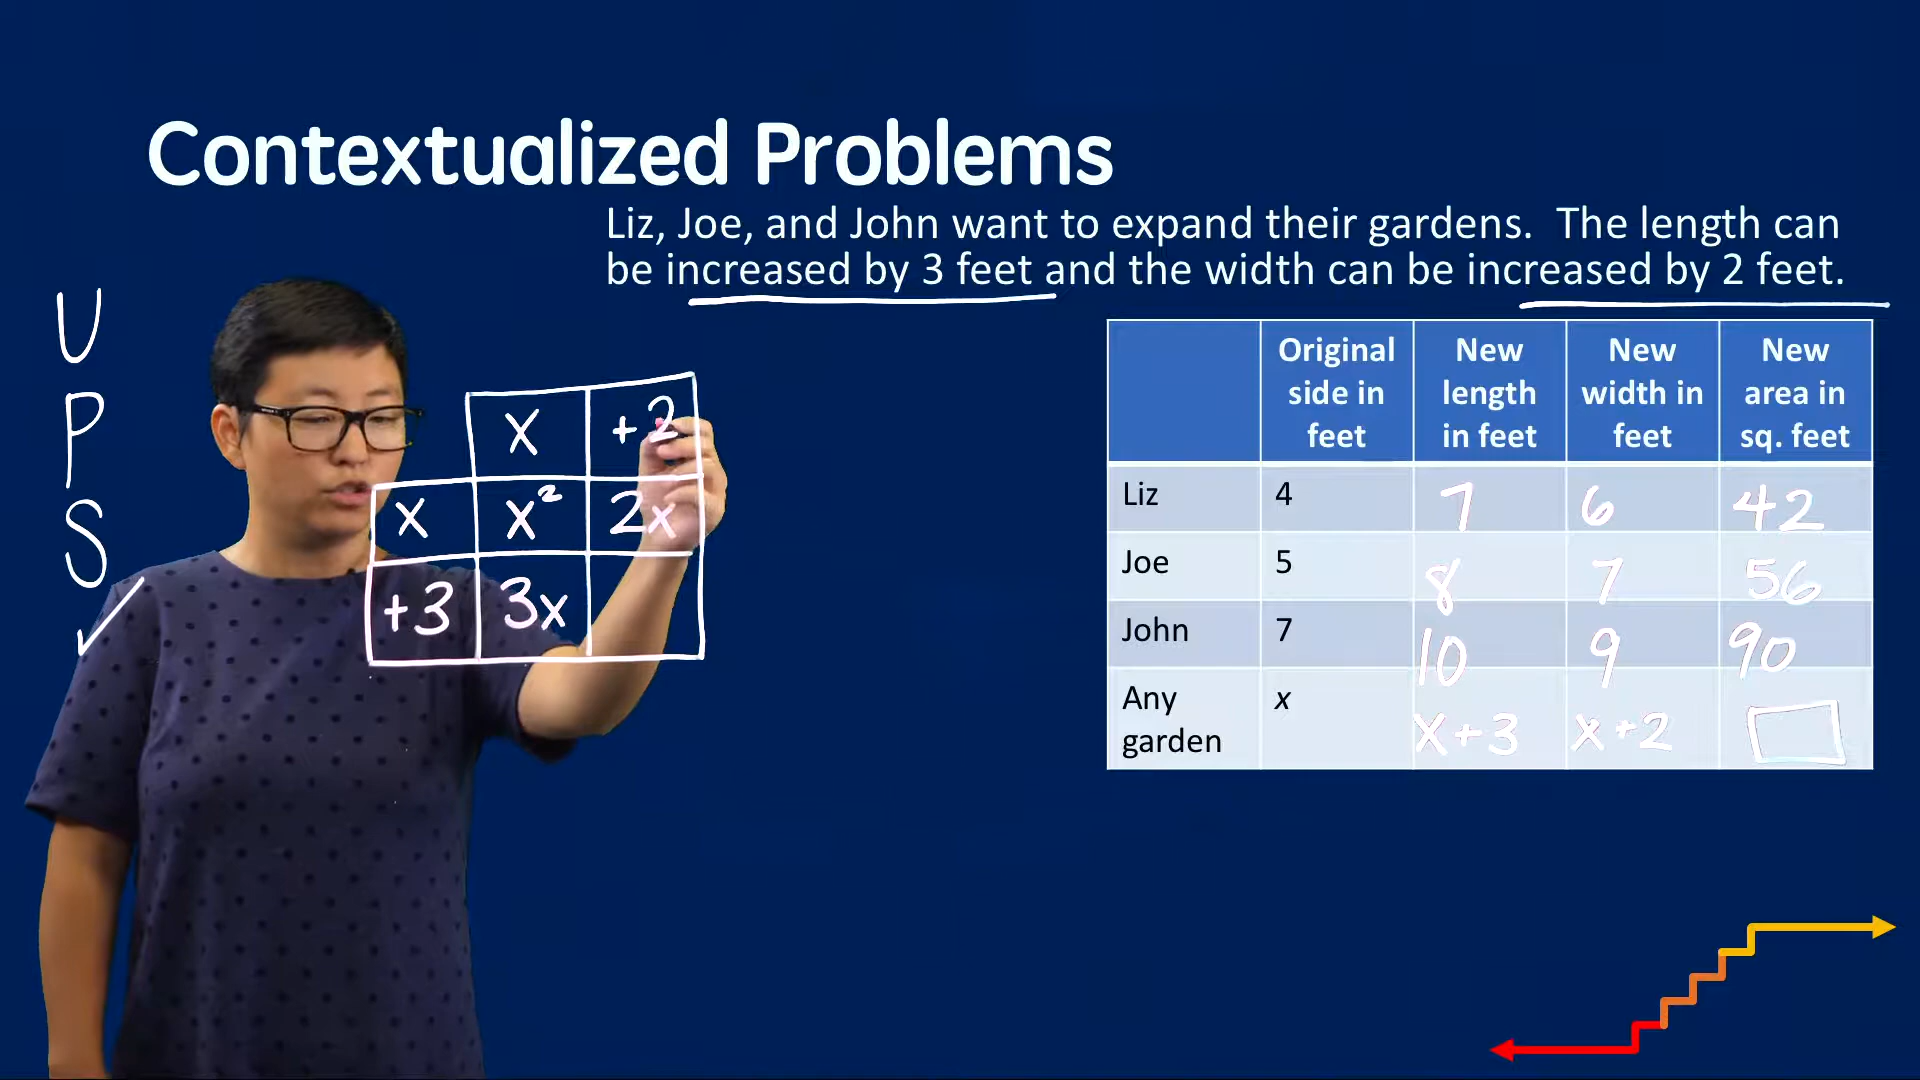 Contextualized Problems
Liz, Joe, and John want to expand their gardens. The length can
be increased by 3 feet and the width can be increased by 2 feet.
U
P
S
✓
x +2
x x² 2x
+3 3x
Original side in feet New length in feet New width in feet New area in sq. feet
Liz 4 7 6 42
Joe 5 8 7 56
John 7 10 9 90
Any garden x x+3 x+2